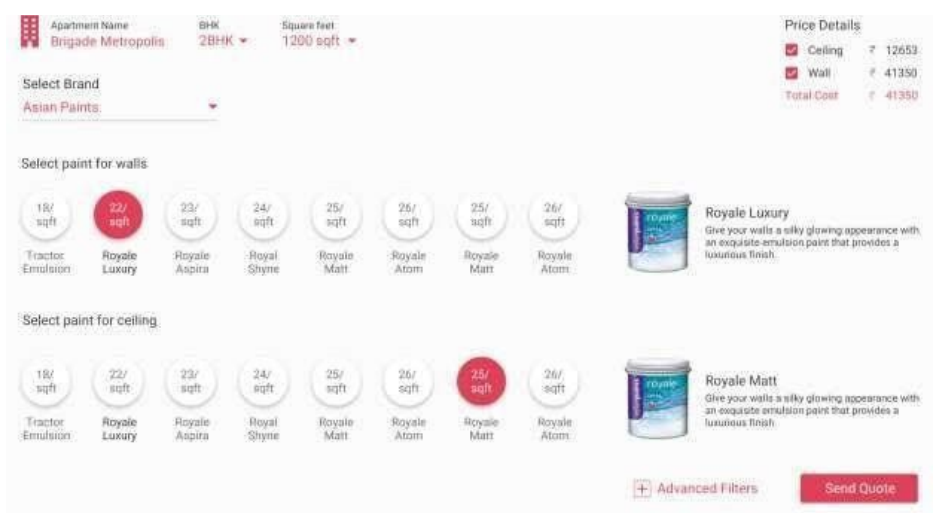 Apartment Name BHK Square feet
Brigade Metropolis 2BHK 1200 sqft
Price Details
Ceiling ₹ 12653
Wall ₹ 41350
Total Cost ₹ 41350
Select Brand
Asian Paints
Select paint for walls
18/ 22/ 23/ 24/ 25/ 26/ 25/ 26/
sqft sqft sqft sqft sqft sqft sqft sqft
Tractor Royale Royale Royal Royale Royale Royale Royale
Emulsion Luxury Aspira Shyne Matt Atom Matt Atom
royale
Royale Luxury
Give your walls a silky glowing appearance with
an exquisite emulsion paint that provides a
luxurious finish.
Select paint for ceiling
18/ 22/ 23/ 24/ 25/ 26/ 25/ 26/
sqft sqft sqft sqft sqft sqft sqft sqft
Tractor Royale Royale Royal Royale Royale Royale Royale
Emulsion Luxury Aspira Shyne Matt Atom Matt Atom
royale
Royale Matt
Give your walls a silky glowing appearance with
an exquisite emulsion paint that provides a
luxurious finish.
Advanced Filters
Send Quote